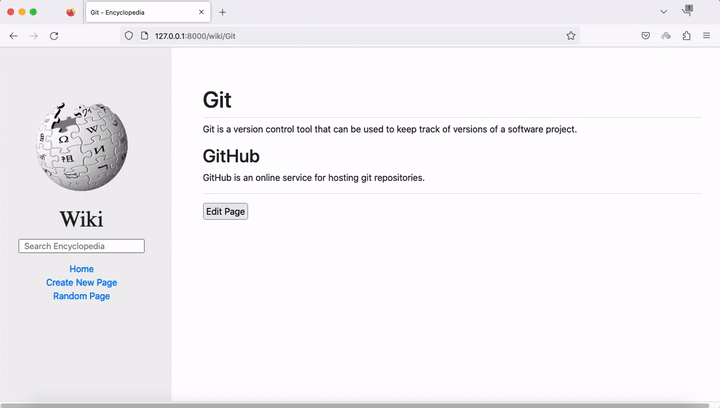 Git - Encyclopedia
127.0.0.1:8000/wiki/Git
Wiki
Search Encyclopedia
Home
Create New Page
Random Page
Git
Git is a version control tool that can be used to keep track of versions of a software project.
GitHub
GitHub is an online service for hosting git repositories.
Edit Page